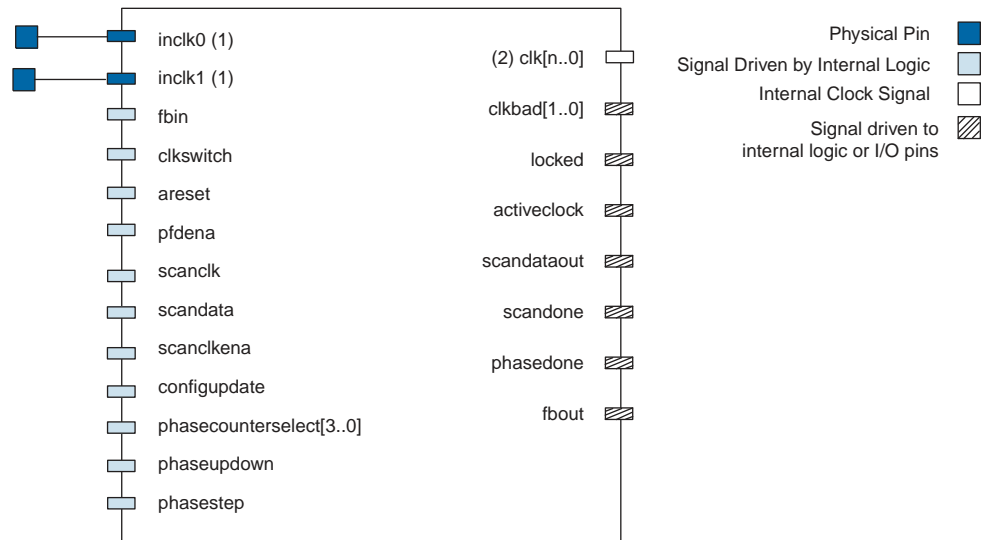 inclk0 (1)
inclk1 (1)
fbin
clkswitch
areset
pfdena
scanclk
scandata
scanclkena
configupdate
phasecounterselect[3..0]
phaseupdown
phasestep
(2) clk[n..0]
clkbad[1..0]
locked
activeclock
scandataout
scandone
phasedone
fbout
Physical Pin
Signal Driven by Internal Logic
Internal Clock Signal
Signal driven to
internal logic or I/O pins